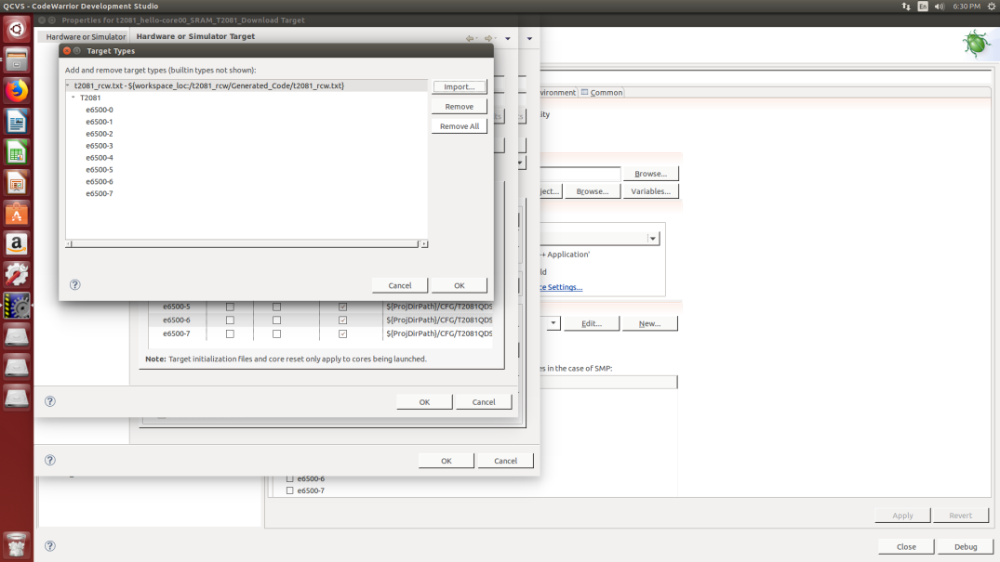 QCVS - CodeWarrior Development Studio
En
6:30 PM
Properties for t2081_hello-core00_SRAM_T2081_Download Target
Hardware or Simulator
Hardware or Simulator Target
Target Types
Add and remove target types (builtin types not shown):
t2081_rcw.txt - ${workspace_loc:/t2081_rcw/Generated_Code/t2081_rcw.txt}
T2081
e6500-0
e6500-1
e6500-2
e6500-3
e6500-4
e6500-5
e6500-6
e6500-7
Import...
Remove
Remove All
Cancel
OK
vironment
Common
ity
Browse...
ject...
Browse...
Variables...
++ Application'
ld
ce Settings...
Edit...
New...
es in the case of SMP:
e6500-5
${ProjDirPath}/CFG/T2081QDS
e6500-6
${ProjDirPath}/CFG/T2081QDS
e6500-7
${ProjDirPath}/CFG/T2081QDS
Note: Target initialization files and core reset only apply to cores being launched.
OK
Cancel
OK
Cancel
e6500-6
e6500-7
Apply
Revert
Close
Debug